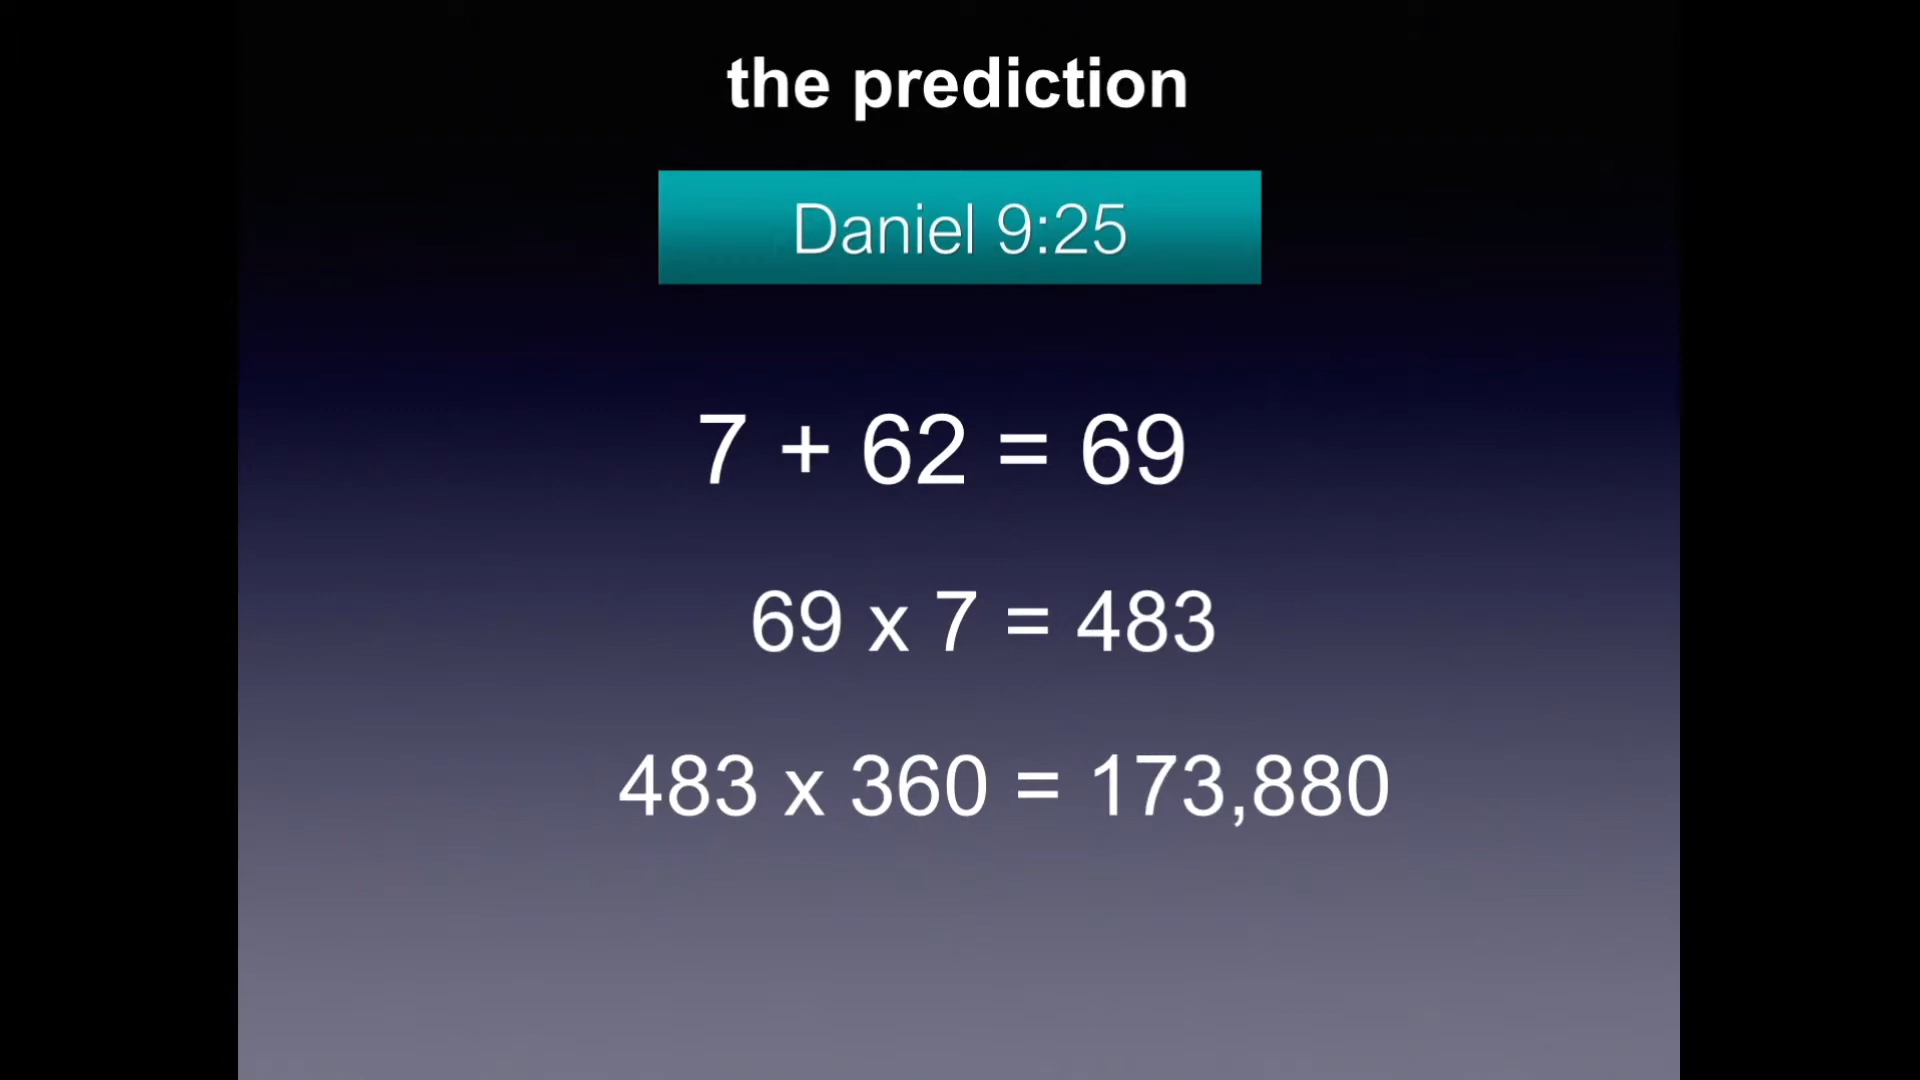 the prediction
Daniel 9:25
7 + 62 = 69
69 x 7 = 483
483 x 360 = 173,880